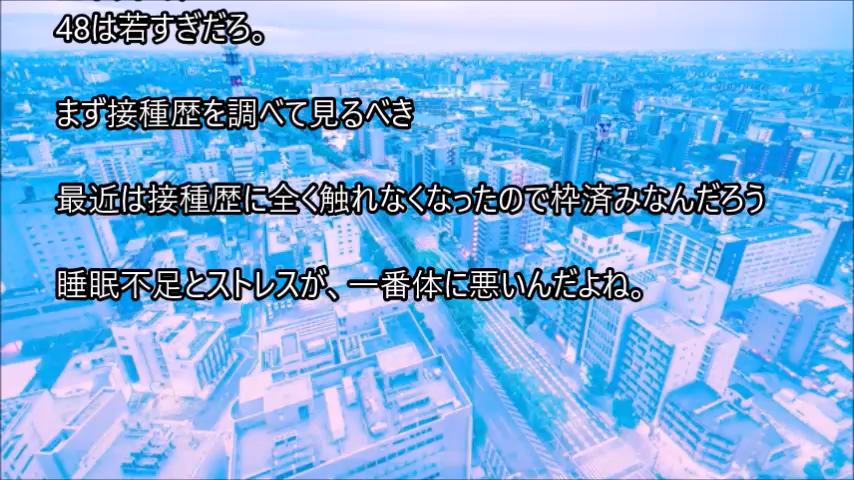 48は若すぎだろ。
まず接種歴を調べて見るべき
最近は接種歴に全く触れなくなったので枠済みなんだろう
睡眠不足とストレスが、一番体に悪いんだよね。